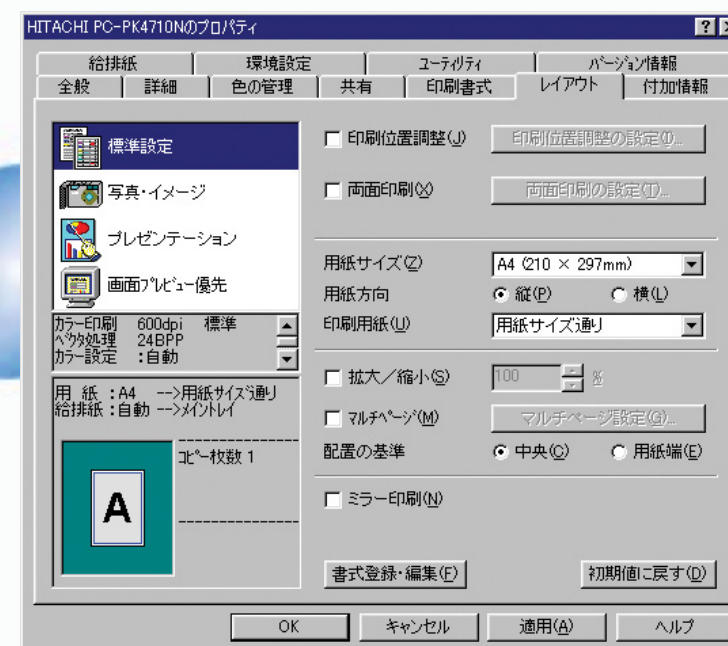 HITACHI PC-PK4710Nのプロパティ
給排紙 環境設定 ユーティリティ バージョン情報
全般 詳細 色の管理 共有 印刷書式 レイアウト 付加情報
標準設定
写真・イメージ
プレゼンテーション
画面プレビュー優先
カラー印刷 600dpi 標準
ベクタ処理 24BPP
カラー設定 :自動
用 紙 :A4 -->用紙サイズ通り
給排紙 :自動 -->メイントレイ
コピー枚数 1
A
印刷位置調整(J) 印刷位置調整の設定(I)...
両面印刷(X) 両面印刷の設定(T)...
用紙サイズ(Z) A4 (210 × 297mm)
用紙方向 縦(P) 横(L)
印刷用紙(U) 用紙サイズ通り
拡大/縮小(S) 100 %
マルチページ(M) マルチページ設定(G)...
配置の基準 中央(C) 用紙端(E)
ミラー印刷(N)
書式登録・編集(F) 初期値に戻す(D)
OK キャンセル 適用(A) ヘルプ